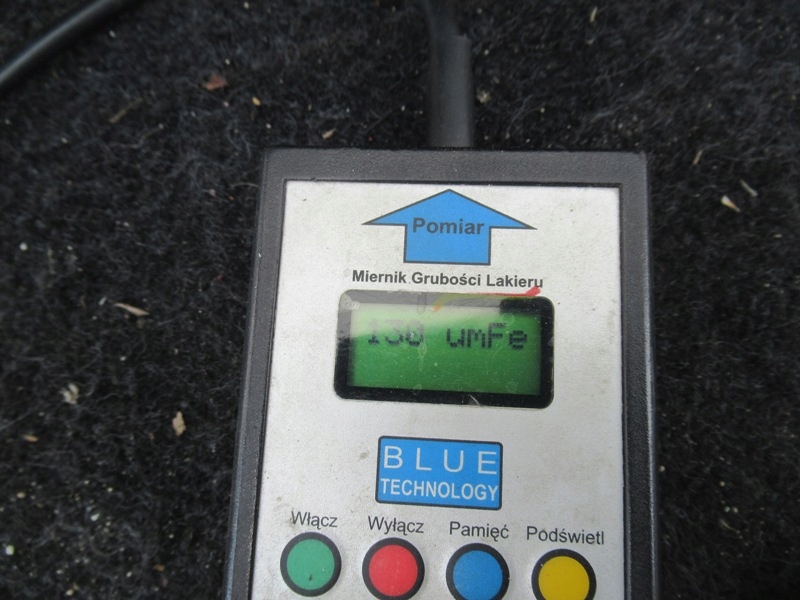 Pomiar
Miernik Grubości Lakieru
130 umFe
BLUE
TECHNOLOGY
Włącz Wyłącz Pamięć Podświetl